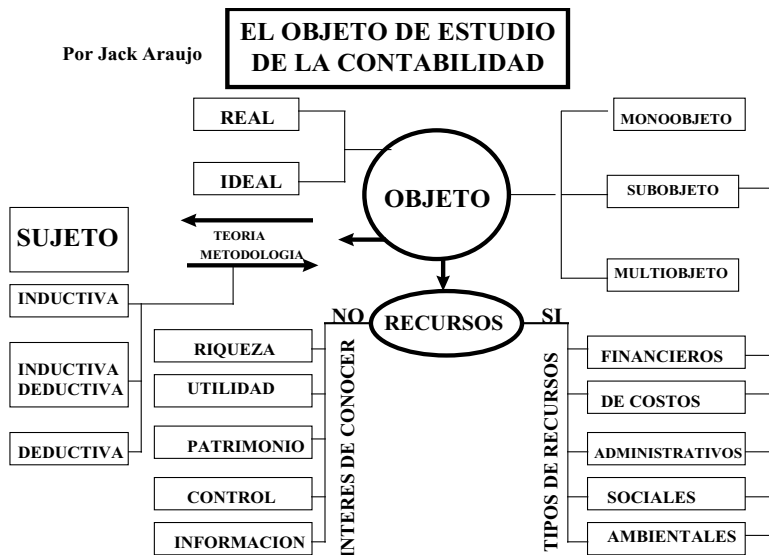 EL OBJETO DE ESTUDIO
DE LA CONTABILIDAD
Por Jack Araujo
REAL
IDEAL
OBJETO
MONOOBJETO
SUBOBJETO
MULTIOBJETO
SUJETO
TEORIA
METODOLOGIA
INDUCTIVA
INDUCTIVA
DEDUCTIVA
DEDUCTIVA
NO
RECURSOS
SI
RIQUEZA
UTILIDAD
PATRIMONIO
CONTROL
INFORMACION
INTERES DE CONOCER
TIPOS DE RECURSOS
FINANCIEROS
DE COSTOS
ADMINISTRATIVOS
SOCIALES
AMBIENTALES